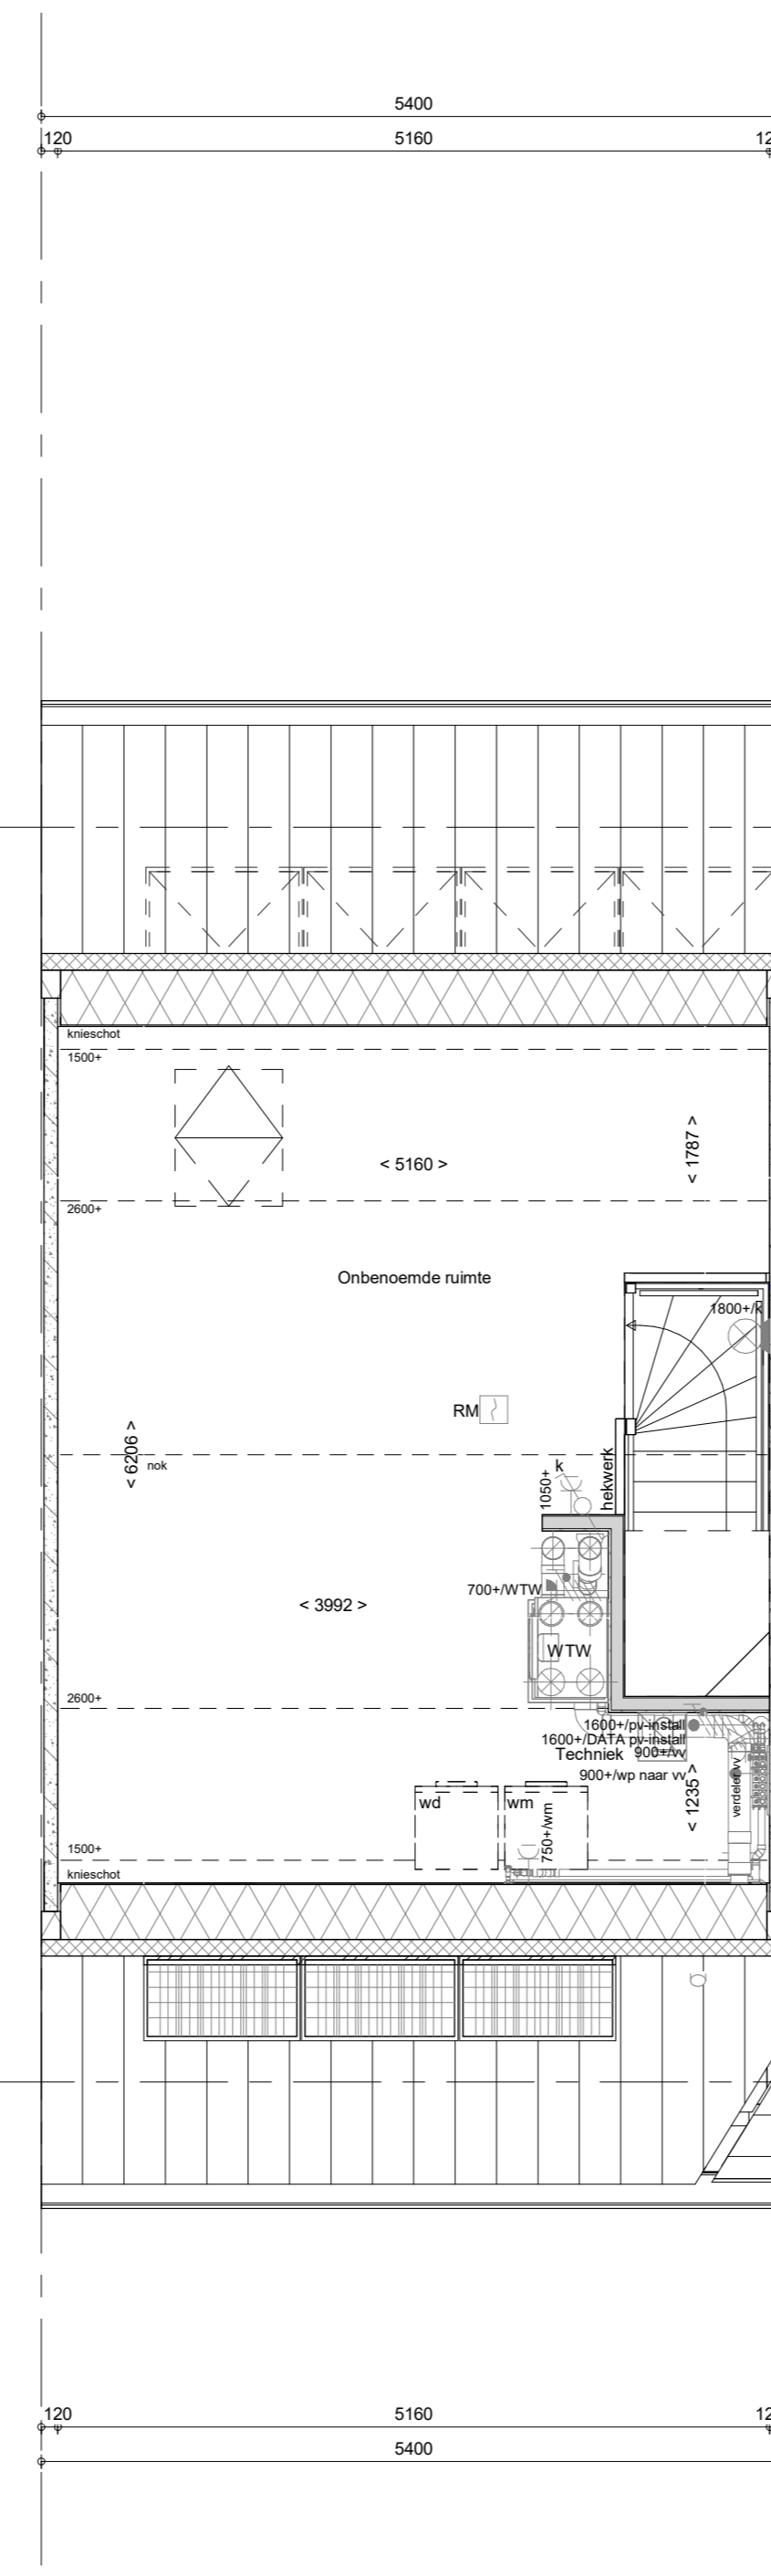 5400
120
5160
12
knieschot
1500+
< 5160 >
< 1787 >
2600+
Onbenoemde ruimte
1800+/k
RM
< 6206 >
nok
1050+
k
hekwerk
700+/WTW
< 3992 >
WTW
2600+
1600+/pv-install
1600+/DATA pv-install
Techniek
900+/vv
900+/wp naar vv
verdeler vv
< 1235 >
wd
wm
750+/wm
1500+
knieschot
120
5160
12
5400